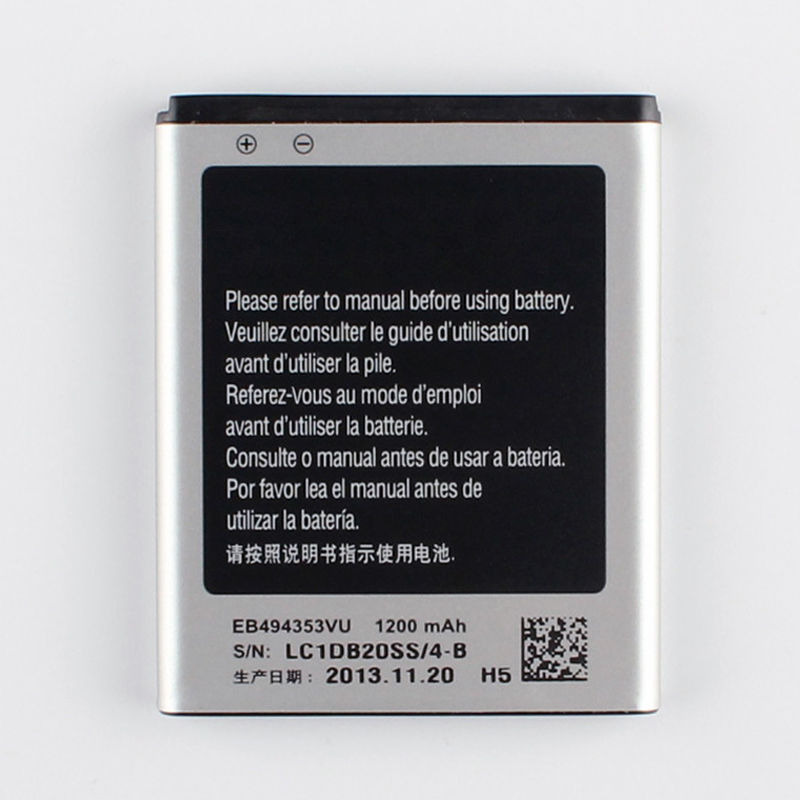 Please refer to manual before using battery.
Veuillez consulter le guide d'utilisation
avant d'utiliser la pile.
Referez-vous au mode d'emploi
avant d'utiliser la batterie.
Consulte o manual antes de usar a bateria.
Por favor lea el manual antes de
utilizar la batería.
请按照说明书指示使用电池.
EB494353VU 1200 mAh
S/N: LC1DB20SS/4-B
生产日期: 2013.11.20 H5